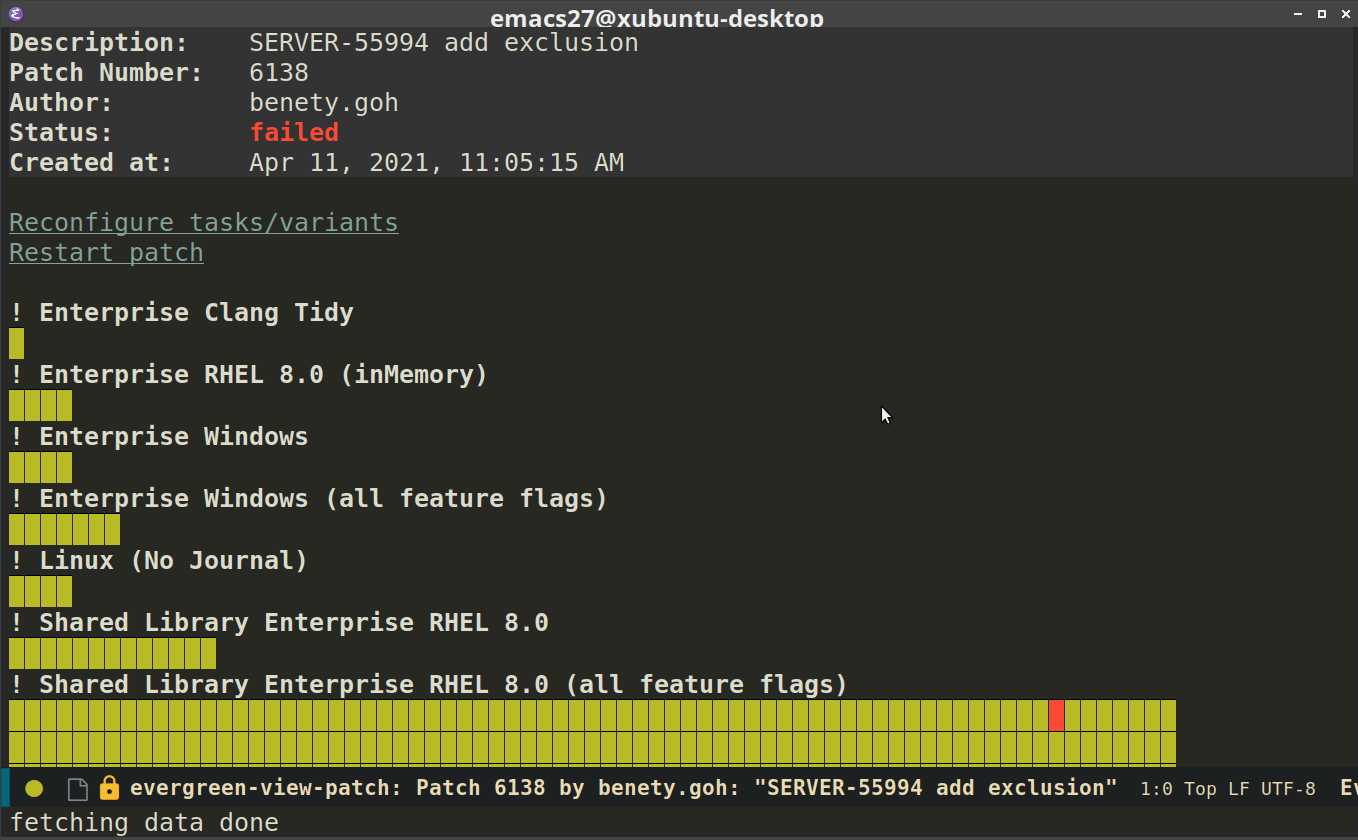 emacs27@xubuntu-desktop
Description: SERVER-55994 add exclusion
Patch Number: 6138
Author: benety.goh
Status: failed
Created at: Apr 11, 2021, 11:05:15 AM
Reconfigure tasks/variants
Restart patch
! Enterprise Clang Tidy
! Enterprise RHEL 8.0 (inMemory)
! Enterprise Windows
! Enterprise Windows (all feature flags)
! Linux (No Journal)
! Shared Library Enterprise RHEL 8.0
! Shared Library Enterprise RHEL 8.0 (all feature flags)
evergreen-view-patch: Patch 6138 by benety.goh: "SERVER-55994 add exclusion" 1:0 Top LF UTF-8
fetching data done